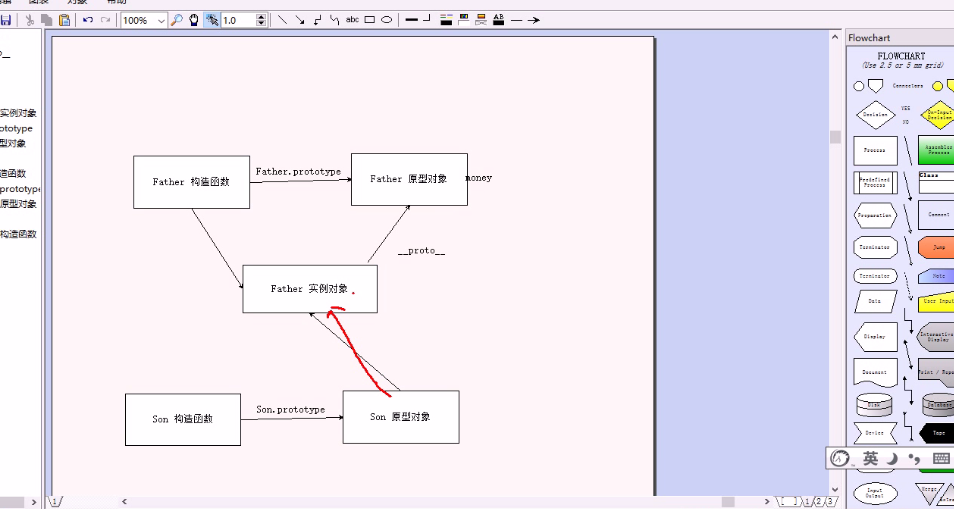 图表
对象
帮助
100%
1.0
abc
AB
实例对象
ototype
型对象
造函数
prototype
原型对象
构造函数
Father 构造函数
Father.prototype
Father 原型对象
money
__proto__
Father 实例对象
Son 构造函数
Son.prototype
Son 原型对象
1
1 2 3
Flowchart
FLOWCHART
(Use 2.5 or 5 mm grid)
Connectors
Decision
YES
NO
On-Input
Decision
Process
Assembler
Process
Predefined
Process
Class
Preparation
Comment
Terminator
Jump
Terminator
Note
Data
User Input
Display
Interactive
Display
Document
Print / Repo
Disk
Database
Device
Tape
英
Input
Output
Merge